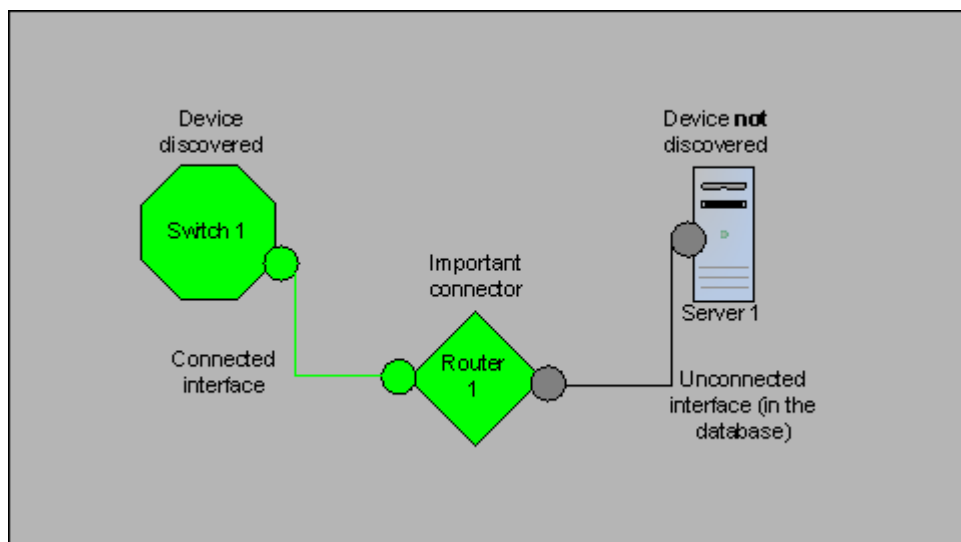 Device
discovered
Switch 1
Connected
interface
Important
connector
Router
1
Device not
discovered
Server 1
Unconnected
interface (in the
database)